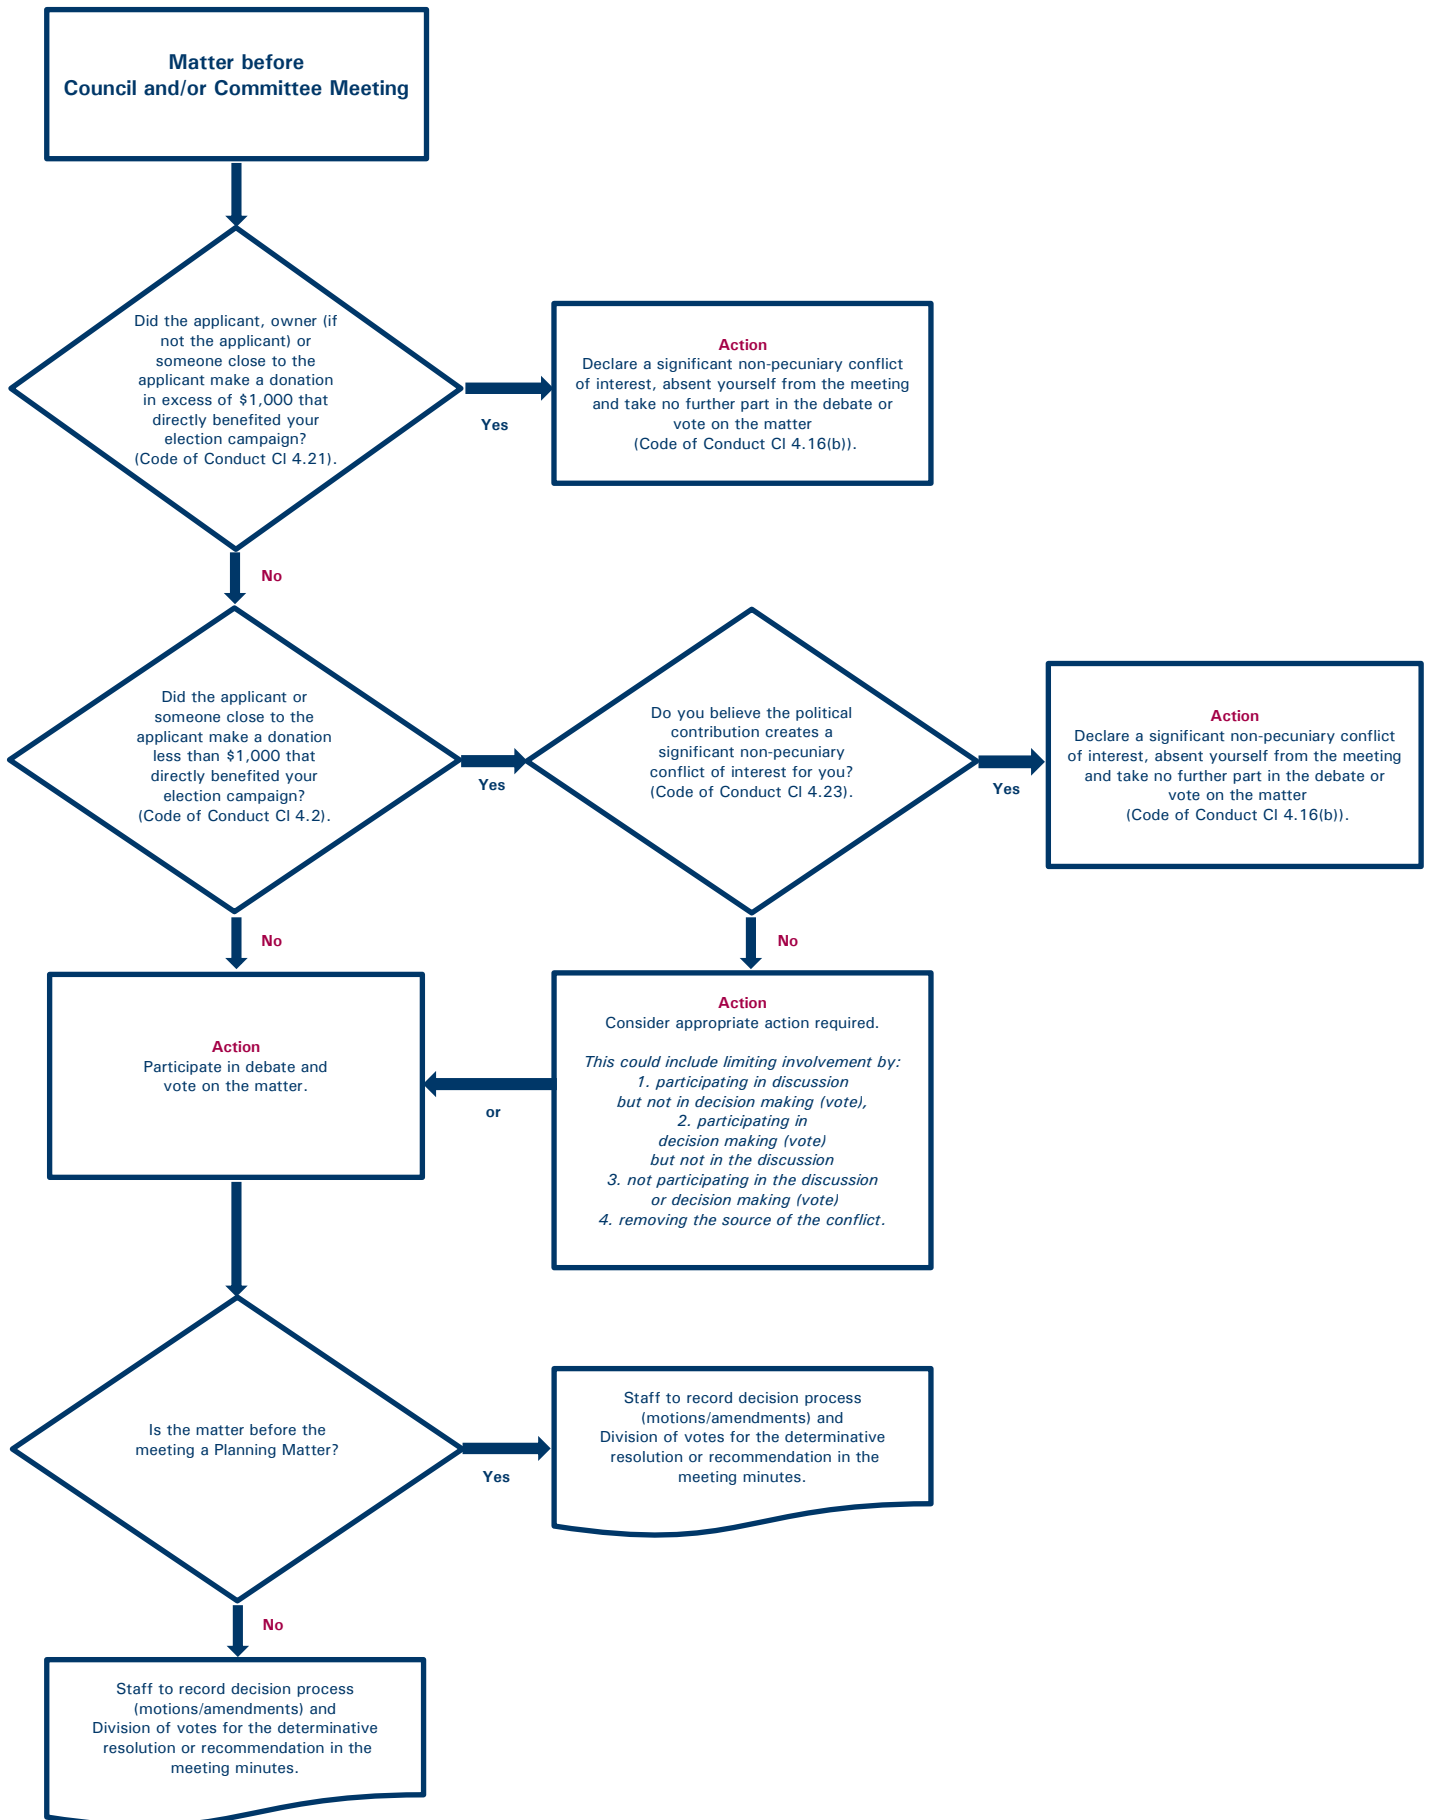 Matter before
Council and/or Committee Meeting
Did the applicant, owner (if
not the applicant) or
someone close to the
applicant make a donation
in excess of $1,000 that
directly benefited your
election campaign?
(Code of Conduct Cl 4.21).
Yes
Action
Declare a significant non-pecuniary conflict
of interest, absent yourself from the meeting
and take no further part in the debate or
vote on the matter
(Code of Conduct Cl 4.16(b)).
No
Did the applicant or
someone close to the
applicant make a donation
less than $1,000 that
directly benefited your
election campaign?
(Code of Conduct Cl 4.2).
Yes
Do you believe the political
contribution creates a
significant non-pecuniary
conflict of interest for you?
(Code of Conduct Cl 4.23).
Yes
Action
Declare a significant non-pecuniary conflict
of interest, absent yourself from the meeting
and take no further part in the debate or
vote on the matter
(Code of Conduct Cl 4.16(b)).
No
No
Action
Participate in debate and
vote on the matter.
or
Action
Consider appropriate action required.
This could include limiting involvement by:
1. participating in discussion
but not in decision making (vote),
2. participating in
decision making (vote)
but not in the discussion
3. not participating in the discussion
or decision making (vote)
4. removing the source of the conflict.
Is the matter before the
meeting a Planning Matter?
Yes
Staff to record decision process
(motions/amendments) and
Division of votes for the determinative
resolution or recommendation in the
meeting minutes.
No
Staff to record decision process
(motions/amendments) and
Division of votes for the determinative
resolution or recommendation in the
meeting minutes.